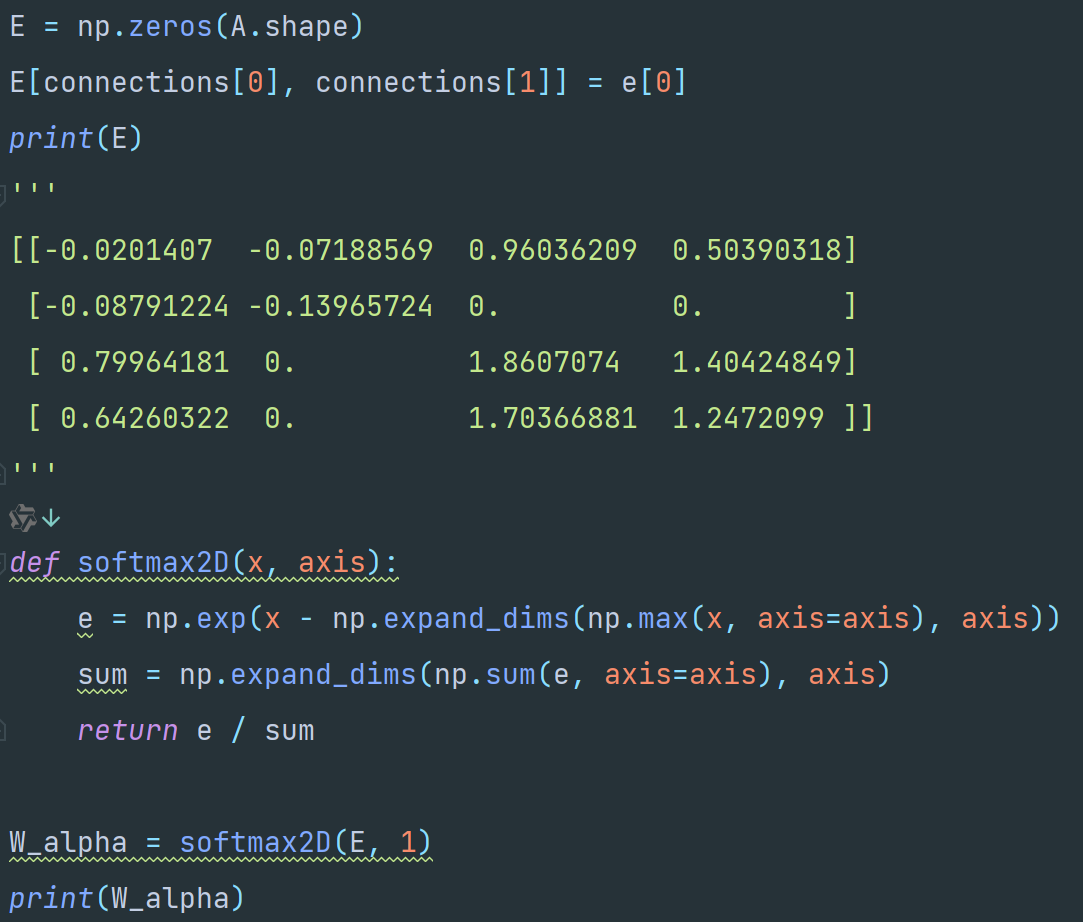 E = np.zeros(A.shape)
E[connections[0], connections[1]] = e[0]
print(E)
'''
[[-0.0201407  -0.07188569  0.96036209  0.50390318]
 [-0.08791224 -0.13965724  0.          0.        ]
 [ 0.79964181  0.          1.8607074   1.40424849]
 [ 0.64260322  0.          1.70366881  1.2472099 ]]
'''
def softmax2D(x, axis):
    e = np.exp(x - np.expand_dims(np.max(x, axis=axis), axis))
    sum = np.expand_dims(np.sum(e, axis=axis), axis)
    return e / sum

W_alpha = softmax2D(E, 1)
print(W_alpha)